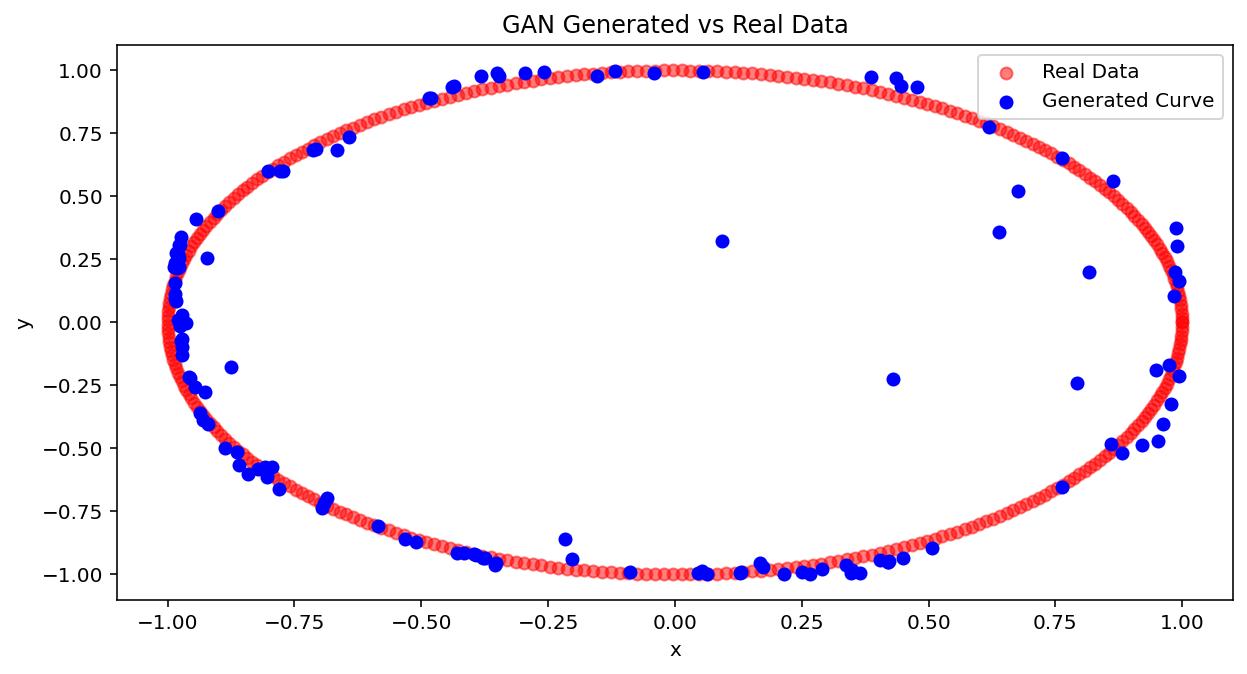 GAN Generated vs Real Data
Real Data
Generated Curve
1.00
0.75
0.50
0.25
0.00
−0.25
−0.50
−0.75
−1.00
y
−1.00 −0.75 −0.50 −0.25 0.00 0.25 0.50 0.75 1.00
x